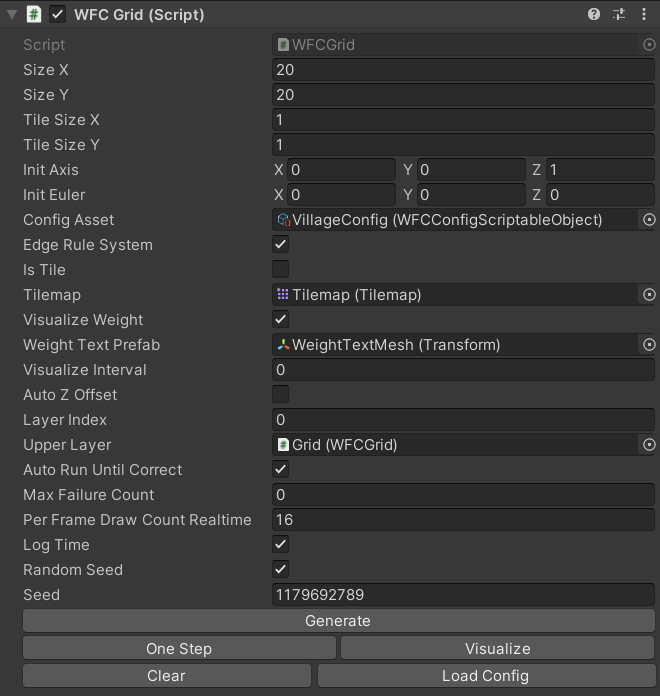 WFC Grid (Script)
Script WFCGrid
Size X 20
Size Y 20
Tile Size X 1
Tile Size Y 1
Init Axis X 0 Y 0 Z 1
Init Euler X 0 Y 0 Z 0
Config Asset VillageConfig (WFCConfigScriptableObject)
Edge Rule System
Is Tile
Tilemap Tilemap (Tilemap)
Visualize Weight
Weight Text Prefab WeightTextMesh (Transform)
Visualize Interval 0
Auto Z Offset
Layer Index 0
Upper Layer Grid (WFCGrid)
Auto Run Until Correct
Max Failure Count 0
Per Frame Draw Count Realtime 16
Log Time
Random Seed
Seed 1179692789
Generate
One Step Visualize
Clear Load Config